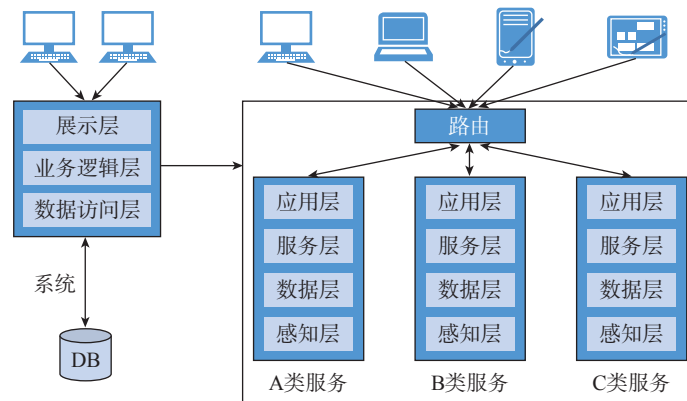 展示层
业务逻辑层
数据访问层
系统
DB
路由
应用层
服务层
数据层
感知层
A类服务
应用层
服务层
数据层
感知层
B类服务
应用层
服务层
数据层
感知层
C类服务